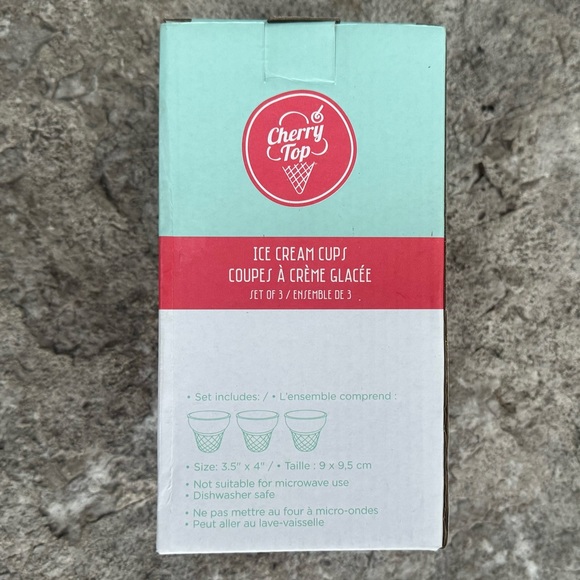 Cherry
Top
ICE CREAM CUPS
COUPES À CRÈME GLACÉE
SET OF 3 / ENSEMBLE DE 3
• Set includes: / • L'ensemble comprend :
• Size: 3.5" x 4" / • Taille : 9 x 9,5 cm
• Not suitable for microwave use
• Dishwasher safe
• Ne pas mettre au four à micro-ondes
• Peut aller au lave-vaisselle